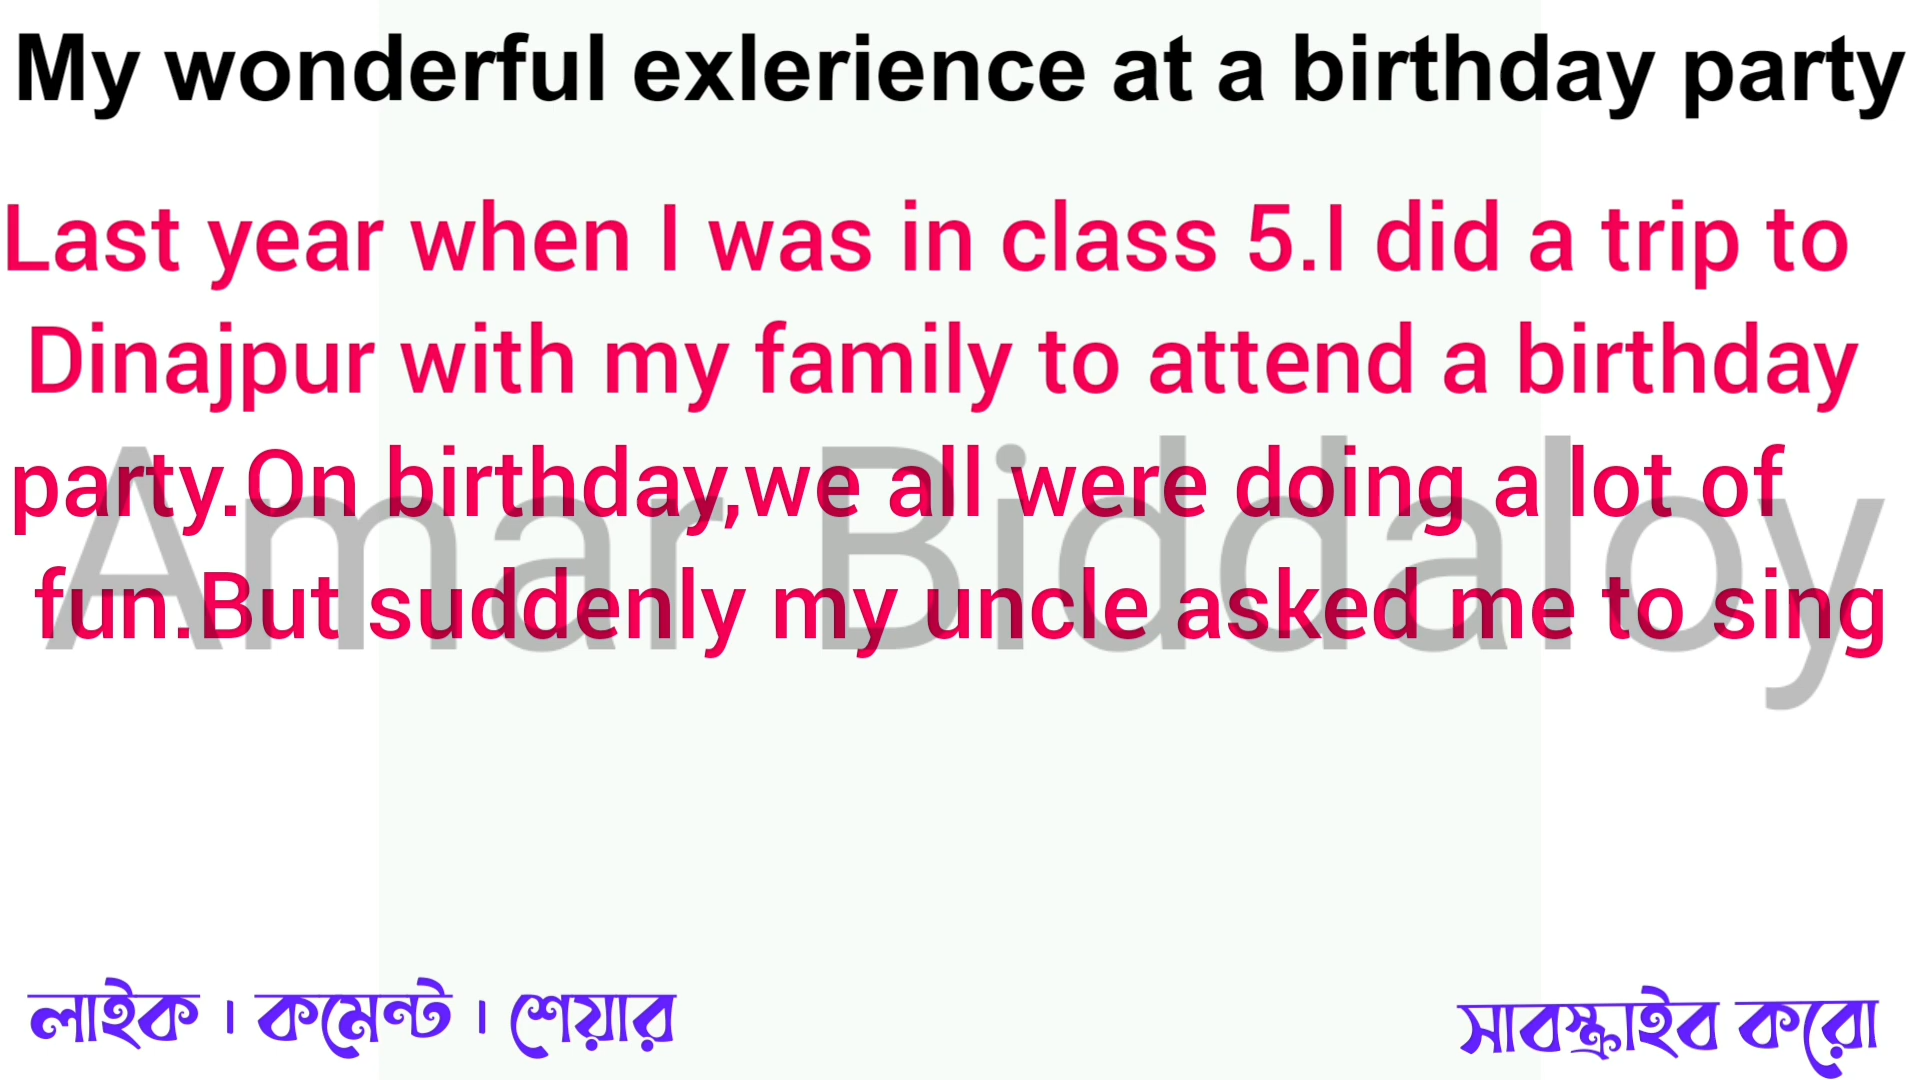 My wonderful exlerience at a birthday party
Last year when I was in class 5.I did a trip to
Dinajpur with my family to attend a birthday
party.On birthday,we all were doing a lot of
fun.But suddenly my uncle asked me to sing
Amar Biddaloy
লাইক । কমেন্ট । শেয়ার
সাবস্ক্রাইব করো